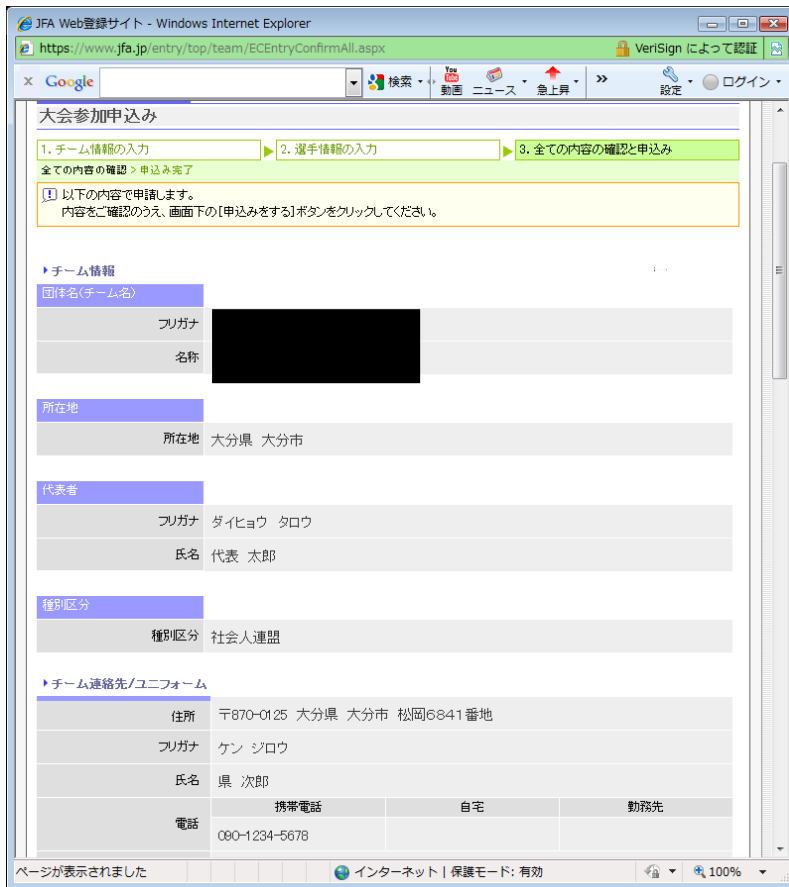 JFA Web登録サイト - Windows Internet Explorer
https://www.jfa.jp/entry/top/team/ECEntryConfirmAll.aspx VeriSign によって認証
x Google 検索 You Tube 動画 ニュース 急上昇 » 設定 ログイン
大会参加申込み
1. チーム情報の入力 2. 選手情報の入力 3. 全ての内容の確認と申込み
全ての内容の確認 > 申込み完了
以下の内容で申請します。
内容をご確認のうえ、画面下の[申込みをする]ボタンをクリックしてください。
チーム情報
団体名(チーム名)
フリガナ
名称
所在地
所在地 大分県 大分市
代表者
フリガナ ダイヒョウ タロウ
氏名 代表 太郎
種別区分
種別区分 社会人連盟
チーム連絡先/ユニフォーム
住所 〒870-0125 大分県 大分市 松岡6841番地
フリガナ ケン ジロウ
氏名 県 次郎
携帯電話 自宅 勤務先
電話
090-1234-5678
ページが表示されました インターネット | 保護モード: 有効 100%